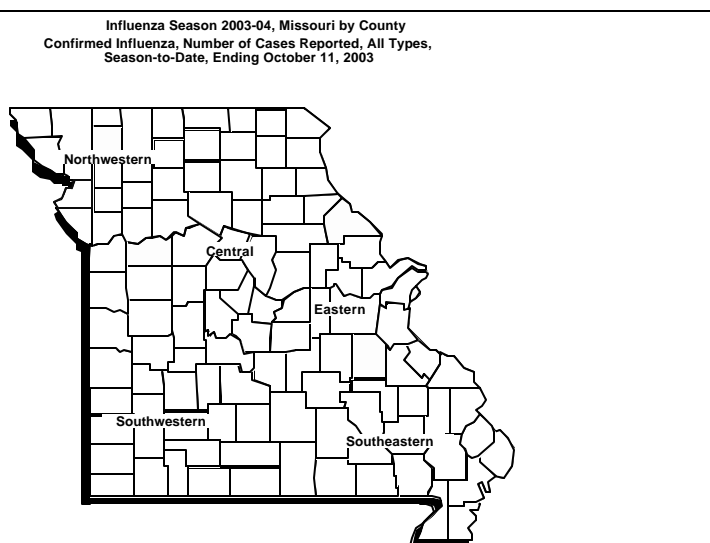 Influenza Season 2003-04, Missouri by County
Confirmed Influenza, Number of Cases Reported, All Types,
Season-to-Date, Ending October 11, 2003
Northwestern
Central
Eastern
Southwestern
Southeastern